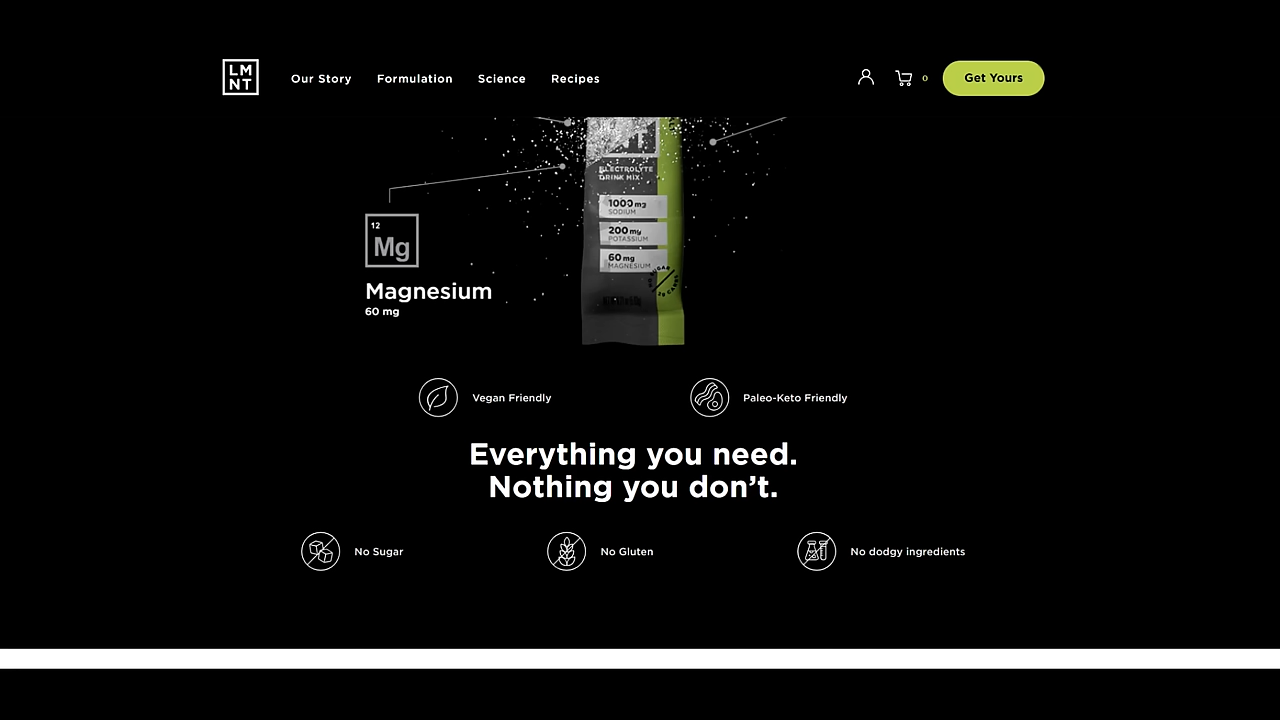 LM
NT
Our Story
Formulation
Science
Recipes
0
Get Yours
ELECTROLYTE
DRINK MIX
1000 mg
SODIUM
200 mg
POTASSIUM
60 mg
MAGNESIUM
12
Mg
Magnesium
60 mg
Vegan Friendly
Paleo-Keto Friendly
Everything you need.
Nothing you don’t.
No Sugar
No Gluten
No dodgy ingredients